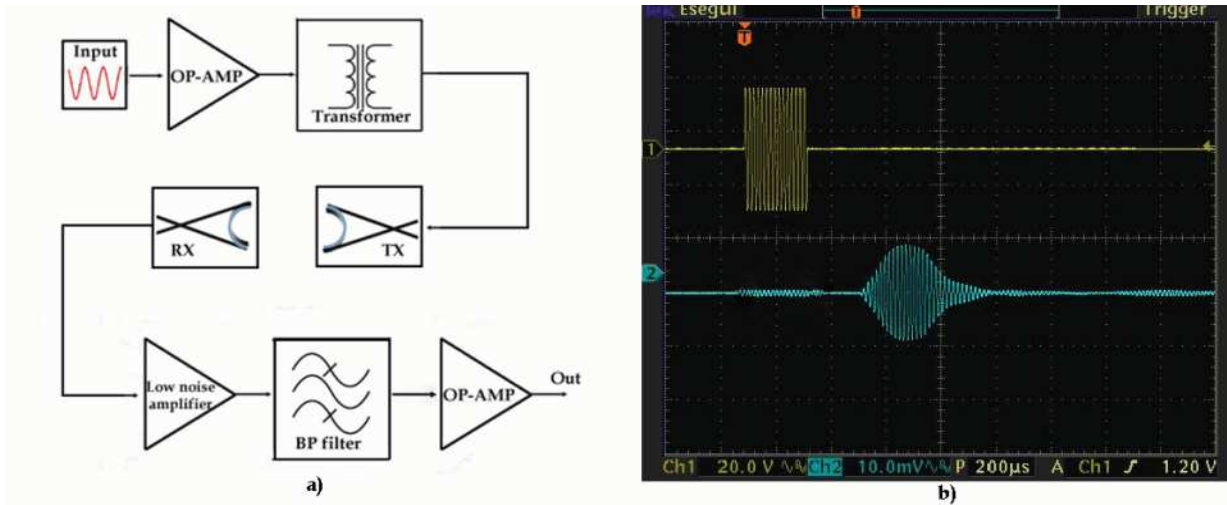 Input
OP-AMP
Transformer
RX
TX
Low noise
amplifier
BP filter
OP-AMP
Out
a)
Esegui
Trigger
T
T
1
2
Ch1 20.0 V Ch2 10.0mV P 200µs A Ch1 1.20 V
b)